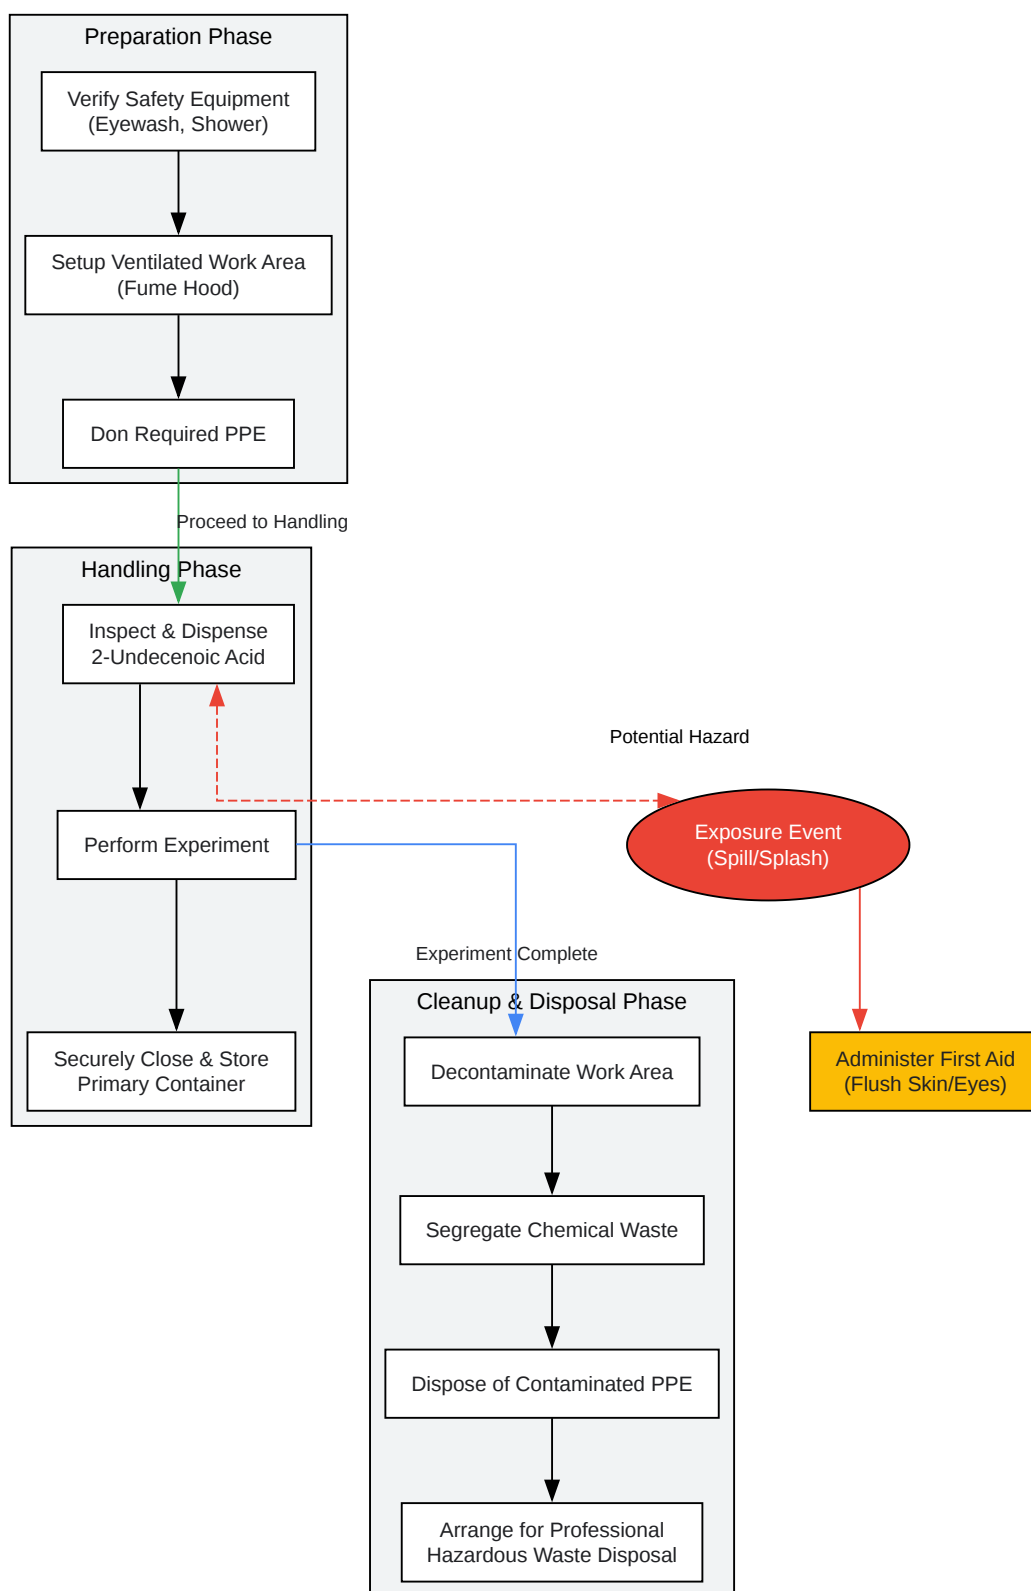 Preparation Phase
Verify Safety Equipment
(Eyewash, Shower)
Setup Ventilated Work Area
(Fume Hood)
Don Required PPE
Proceed to Handling
Handling Phase
Inspect & Dispense
2-Undecenoic Acid
Potential Hazard
Exposure Event
(Spill/Splash)
Perform Experiment
Experiment Complete
Securely Close & Store
Primary Container
Cleanup & Disposal Phase
Decontaminate Work Area
Administer First Aid
(Flush Skin/Eyes)
Segregate Chemical Waste
Dispose of Contaminated PPE
Arrange for Professional
Hazardous Waste Disposal